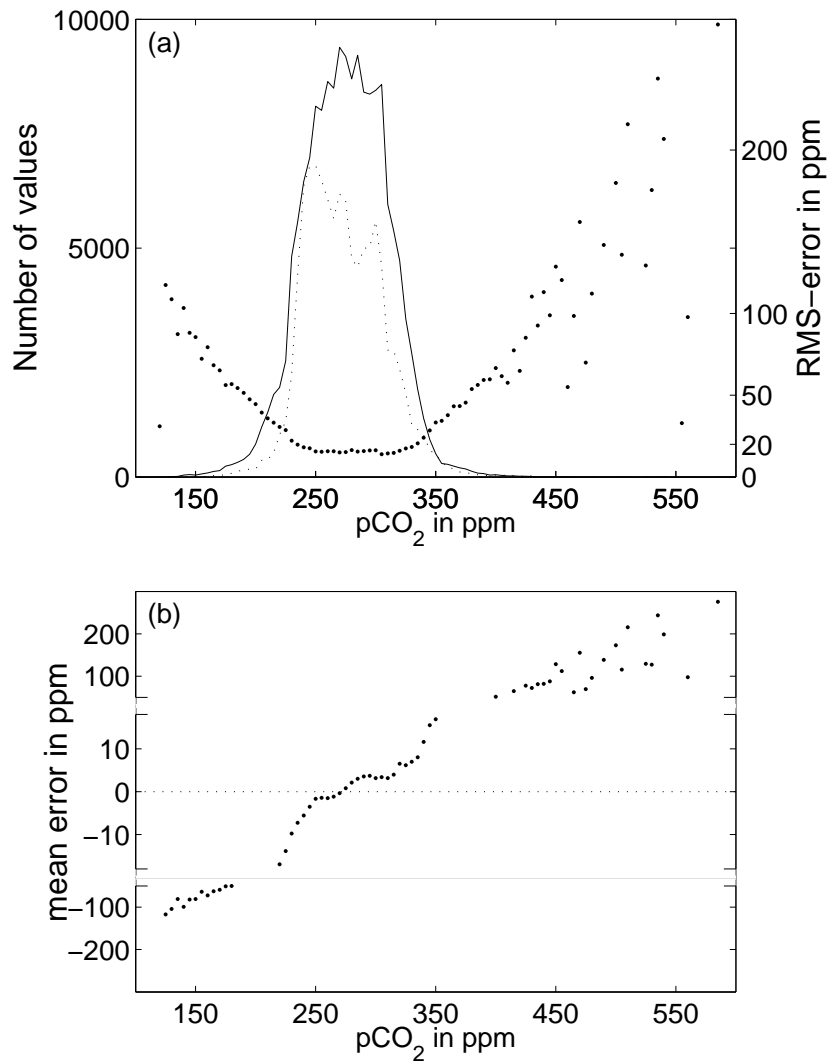 (a)
10000
5000
0
Number of values
200
100
50
20
0
RMS−error in ppm
150 250 350 450 550
pCO2 in ppm
(b)
200
100
10
0
−10
−100
−200
mean error in ppm
150 250 350 450 550
pCO2 in ppm